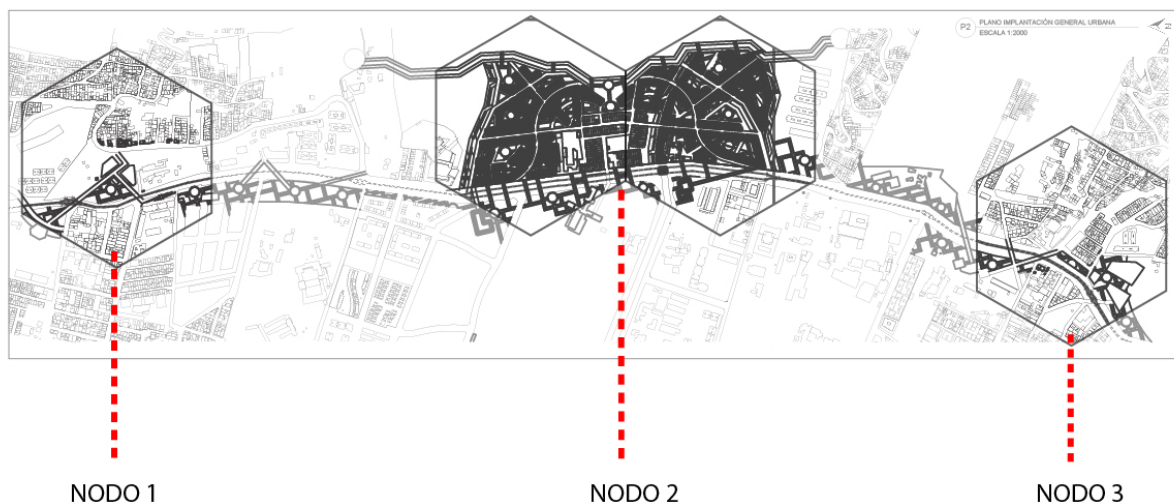 P2 PLANO IMPLANTACIÓN GENERAL URBANA
ESCALA 1:2000
NODO 1
NODO 2
NODO 3